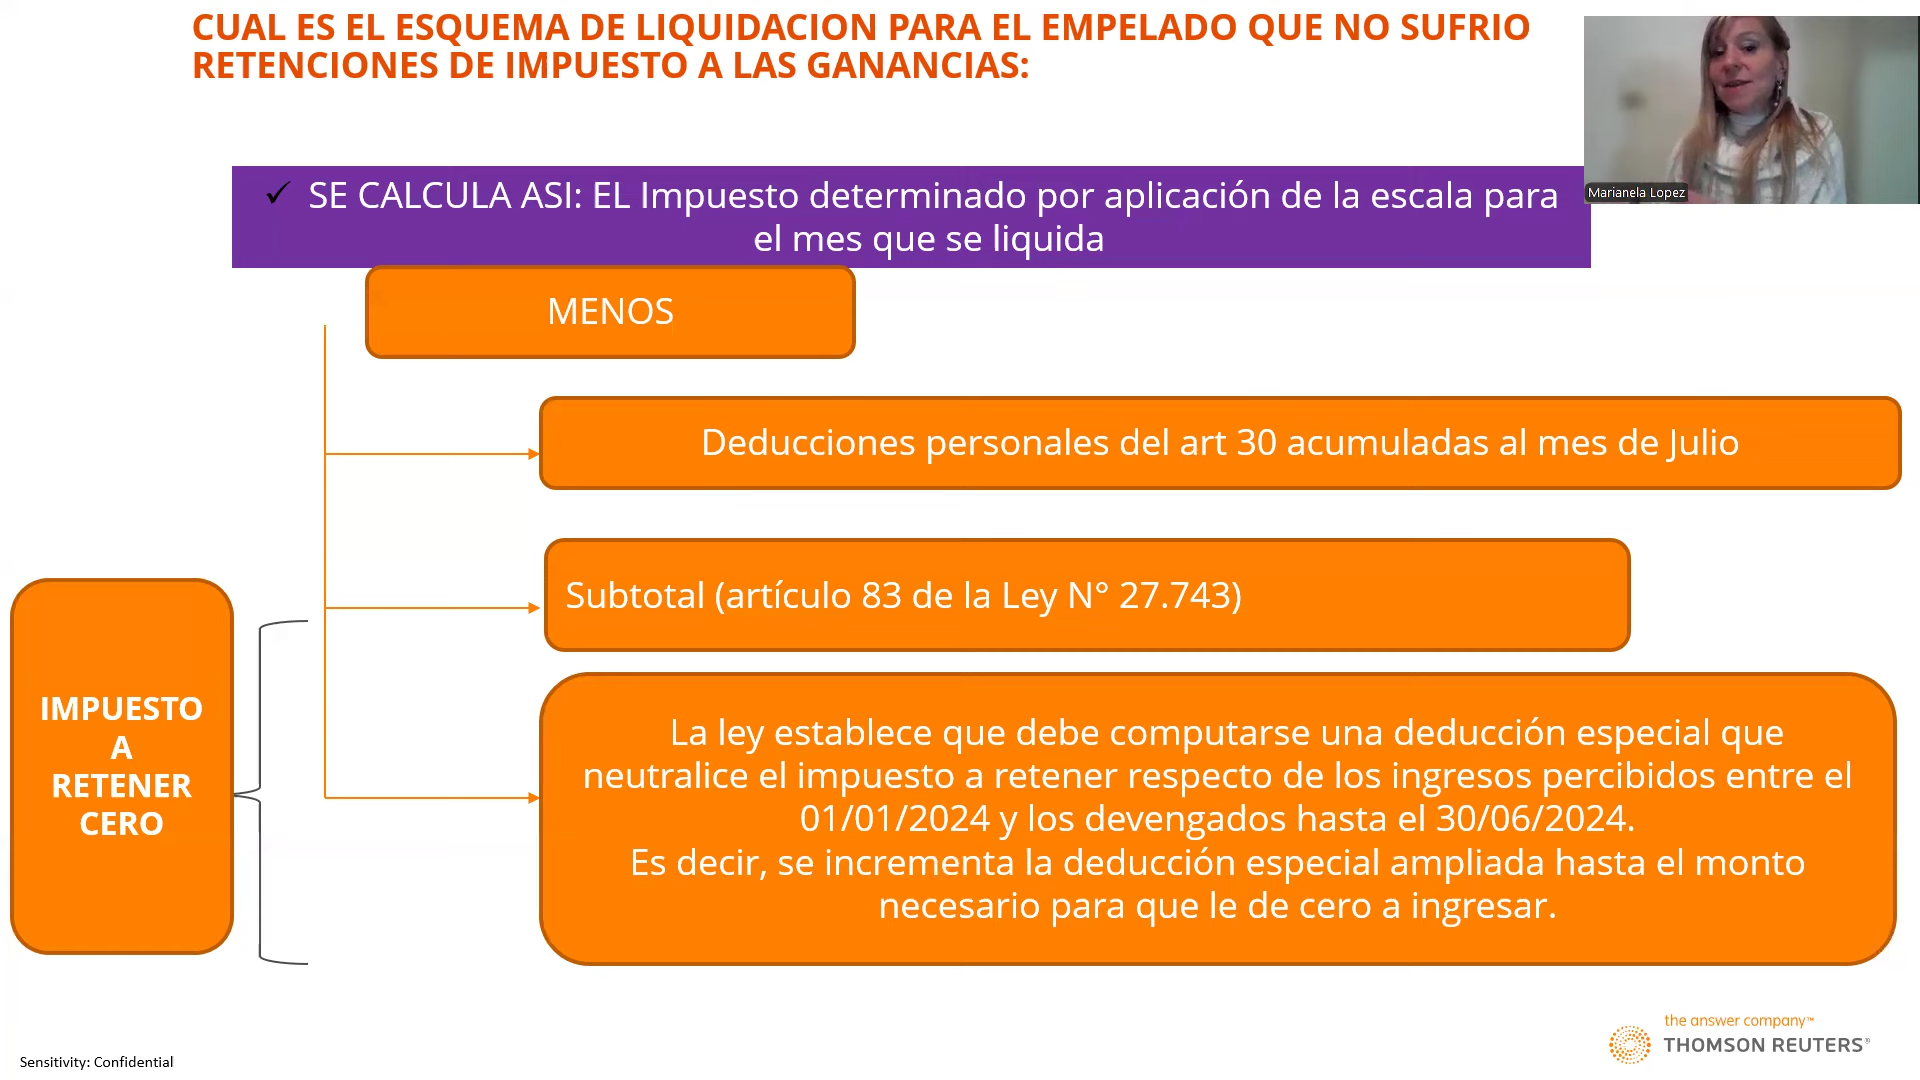 CUAL ES EL ESQUEMA DE LIQUIDACION PARA EL EMPELADO QUE NO SUFRIO
RETENCIONES DE IMPUESTO A LAS GANANCIAS:
Marianela Lopez
✓ SE CALCULA ASI: EL Impuesto determinado por aplicación de la escala para
el mes que se liquida
MENOS
Deducciones personales del art 30 acumuladas al mes de Julio
Subtotal (artículo 83 de la Ley N° 27.743)
IMPUESTO
A
RETENER
CERO
La ley establece que debe computarse una deducción especial que
neutralice el impuesto a retener respecto de los ingresos percibidos entre el
01/01/2024 y los devengados hasta el 30/06/2024.
Es decir, se incrementa la deducción especial ampliada hasta el monto
necesario para que le de cero a ingresar.
the answer company™
THOMSON REUTERS®
Sensitivity: Confidential